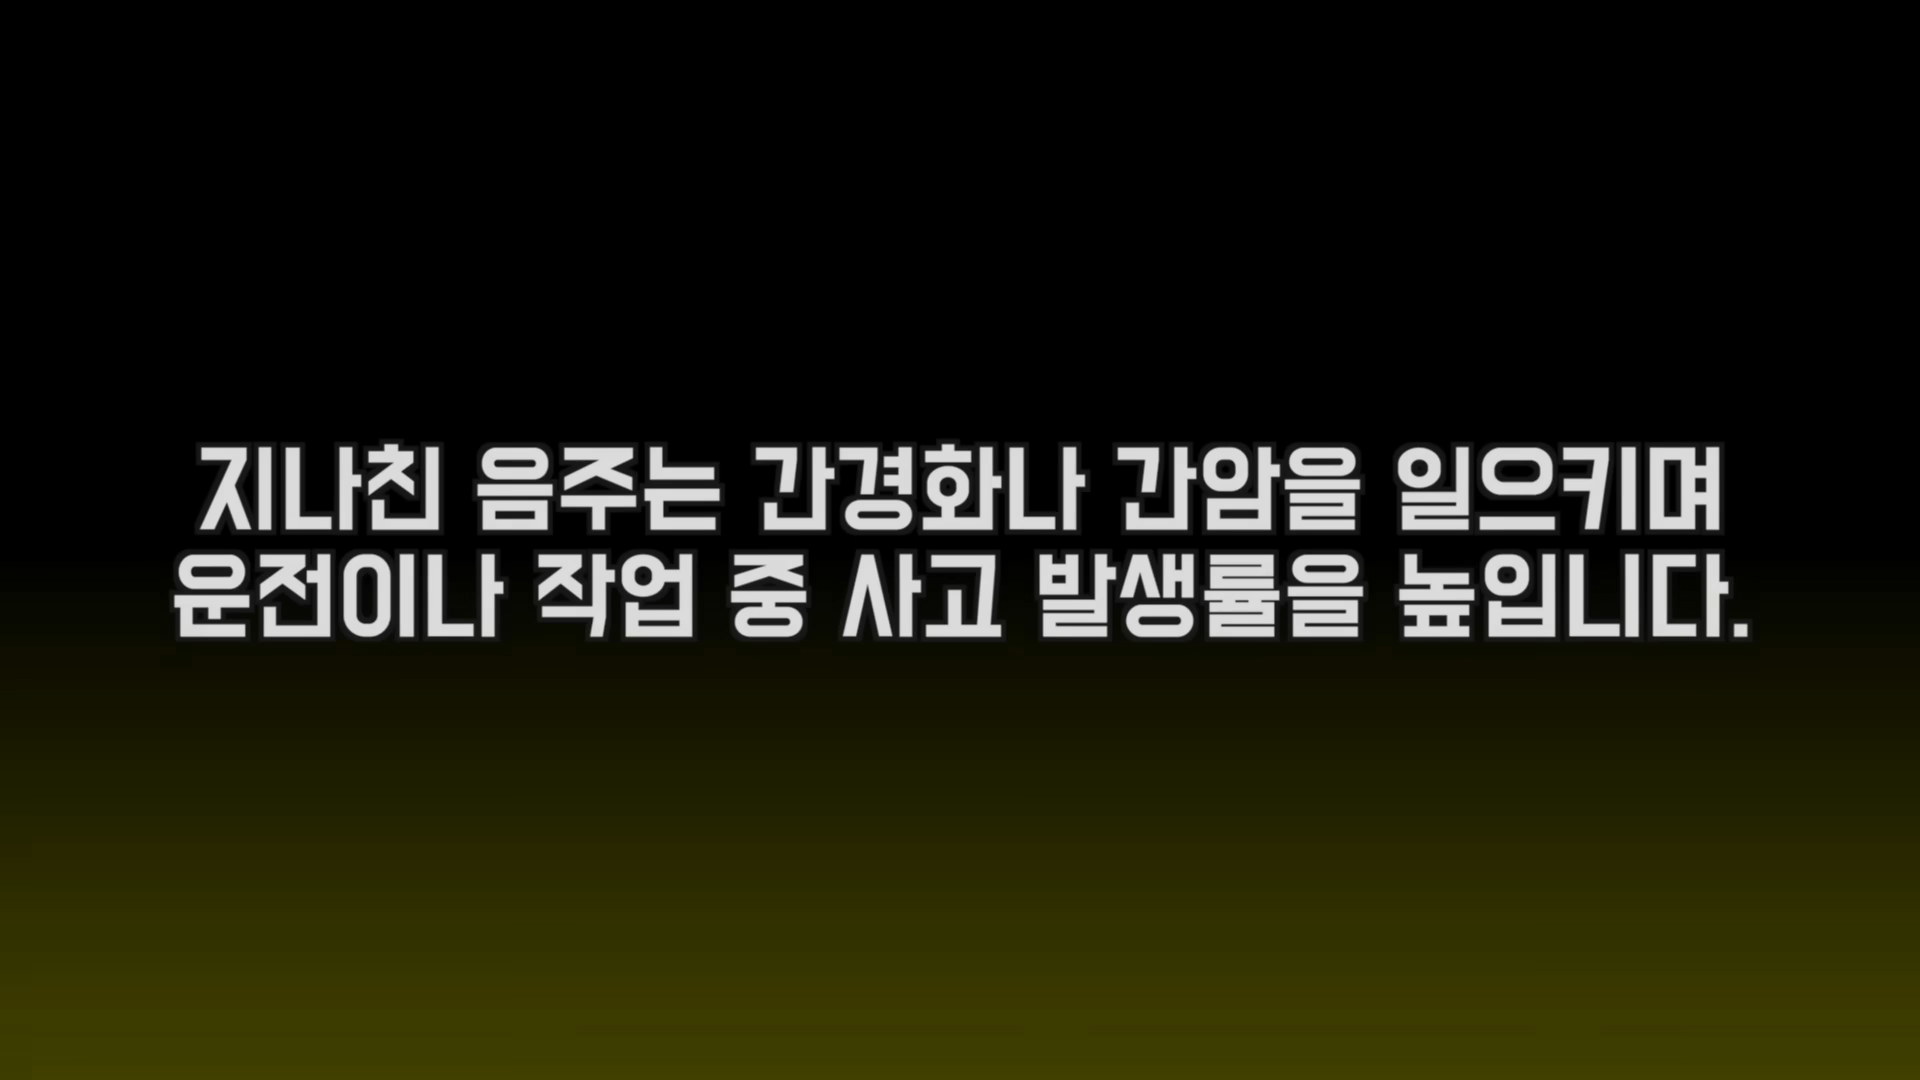 지나친 음주는 간경화나 간암을 일으키며
운전이나 작업 중 사고 발생률을 높입니다.